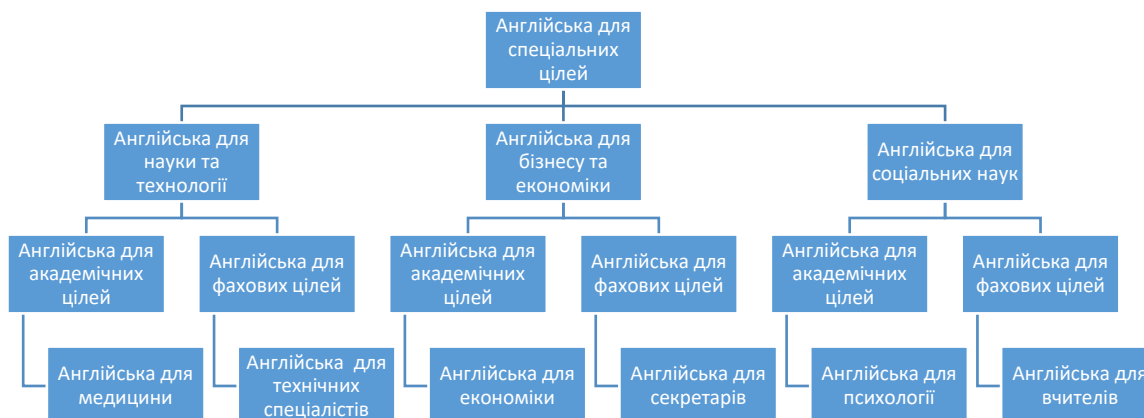 Англійська для
спеціальних
цілей
Англійська для
науки та
технології
Англійська для
бізнесу та
економіки
Англійська для
соціальних наук
Англійська для
академічних
цілей
Англійська для
фахових цілей
Англійська для
академічних
цілей
Англійська для
фахових цілей
Англійська для
академічних
цілей
Англійська для
фахових цілей
Англійська для
медицини
Англійська для
технічних
спеціалістів
Англійська для
економіки
Англійська для
секретарів
Англійська для
психології
Англійська для
вчителів